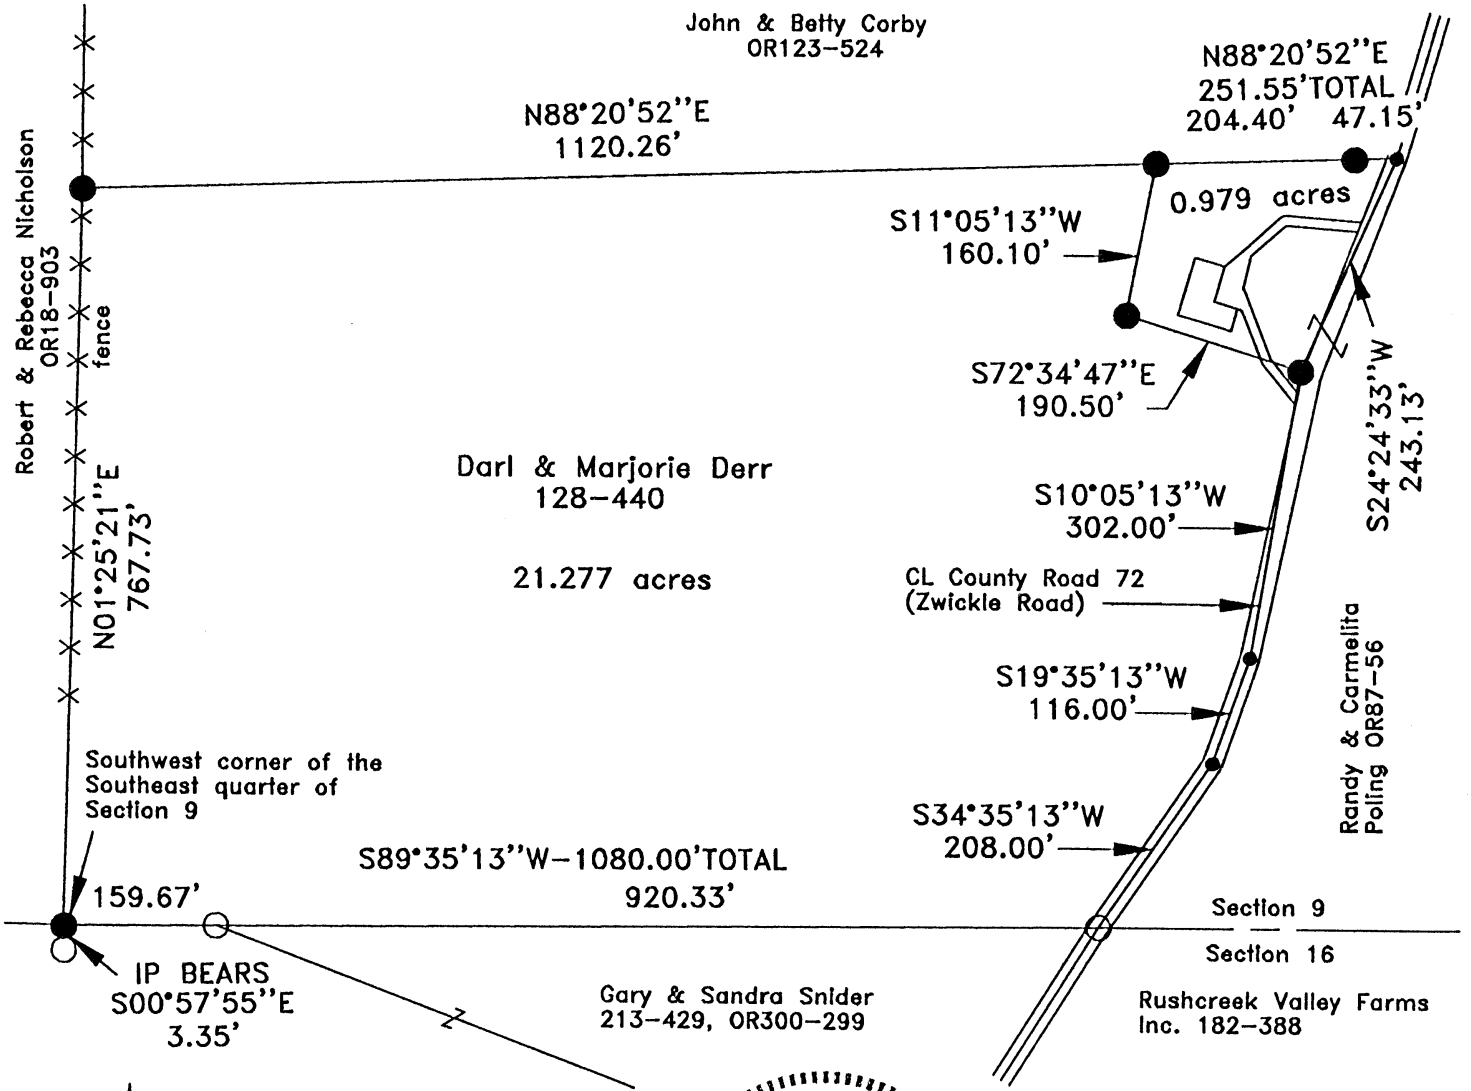 John & Betty Corby
OR123-524
N88°20'52''E
251.55'TOTAL
204.40' 47.15'
N88°20'52''E
1120.26'
0.979 acres
S11°05'13''W
160.10'
Robert & Rebecca Nicholson
OR18-903
fence
S72°34'47''E
190.50'
S24°24'33''W
243.13'
Darl & Marjorie Derr
128-440
21.277 acres
N01°25'21''E
767.73'
S10°05'13''W
302.00'
CL County Road 72
(Zwickle Road)
S19°35'13''W
116.00'
Randy & Carmelita
Poling OR87-56
Southwest corner of the
Southeast quarter of
Section 9
S34°35'13''W
208.00'
S89°35'13''W-1080.00'TOTAL
159.67' 920.33'
Section 9
Section 16
IP BEARS
S00°57'55''E
3.35'
Gary & Sandra Snider
213-429, OR300-299
Rushcreek Valley Farms
Inc. 182-388